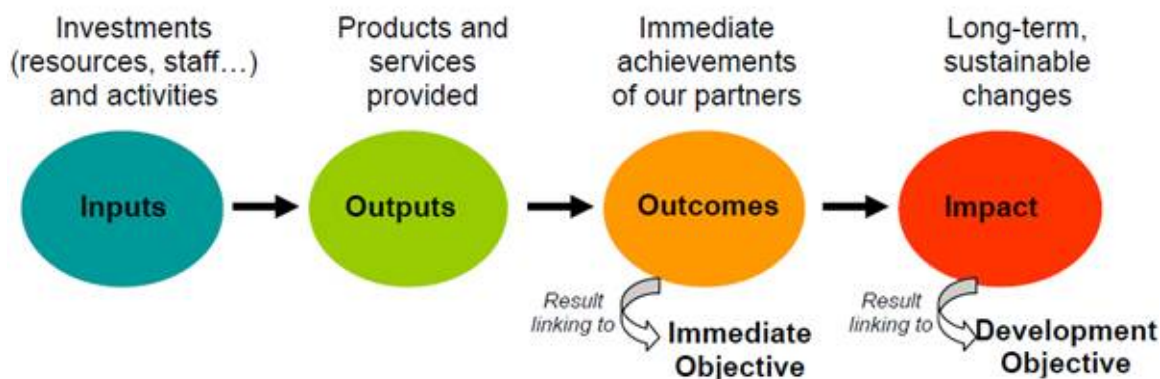 Investments
(resources, staff…)
and activities
Products and
services
provided
Immediate
achievements
of our partners
Long-term,
sustainable
changes
Inputs
Outputs
Outcomes
Impact
Result
linking to
Immediate
Objective
Result
linking to
Development
Objective